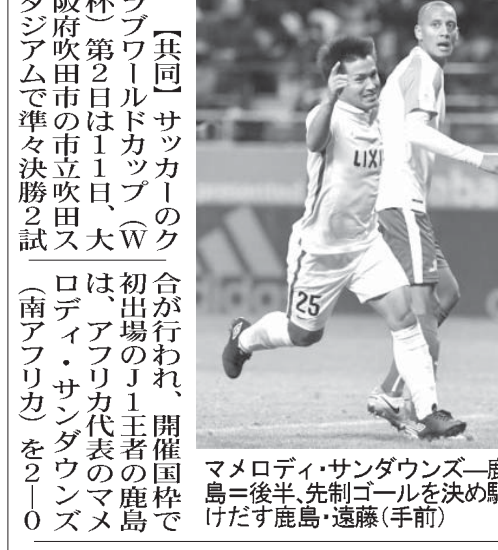 【共同】サッカーのク
ラブワールドカップ（W
杯）第2日は11日、大
阪府吹田市の市立吹田ス
タジアムで準々決勝2試
合が行われ、開催国枠で
初出場のJ1王者の鹿島
は、アフリカ代表のマメ
ロディ・サンダウンズ
（南アフリカ）を2―0
LIXI
25
adidas
マメロディ・サンダウンズ―鹿
島＝後半、先制ゴールを決め駆
けだす鹿島・遠藤（手前）